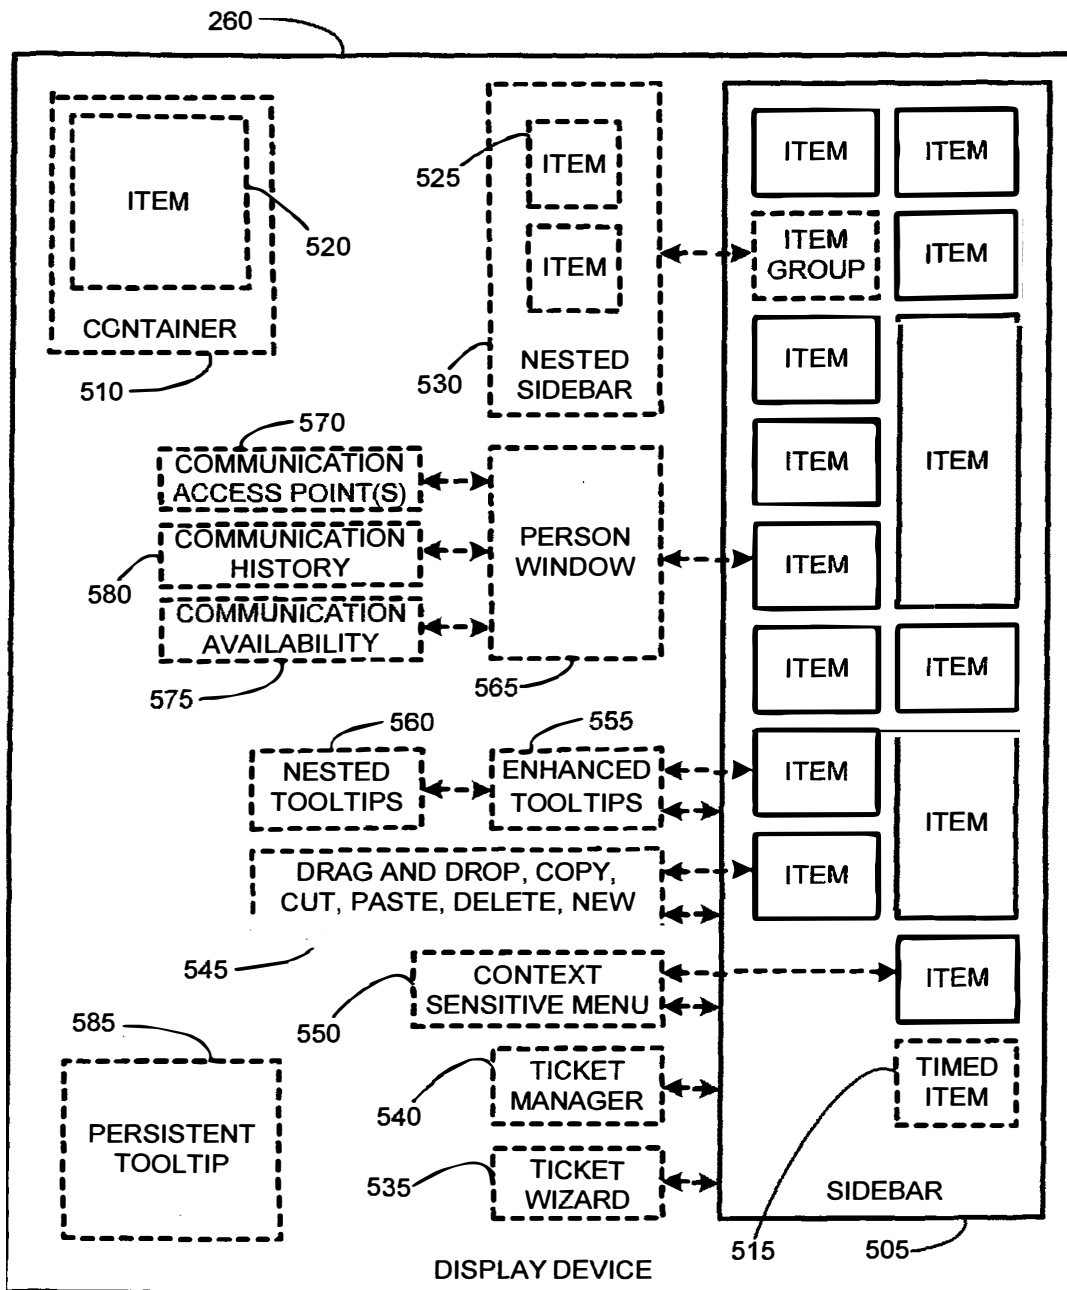 260
ITEM
520
CONTAINER
510
525
ITEM
ITEM
530
NESTED
SIDEBAR
ITEM
ITEM
ITEM
GROUP
ITEM
ITEM
ITEM
ITEM
ITEM
ITEM
ITEM
ITEM
ITEM
ITEM
ITEM
570
COMMUNICATION
ACCESS POINT(S)
COMMUNICATION
HISTORY
580
COMMUNICATION
AVAILABILITY
575
PERSON
WINDOW
565
560
NESTED
TOOLTIPS
555
ENHANCED
TOOLTIPS
DRAG AND DROP, COPY,
CUT, PASTE, DELETE, NEW
545
CONTEXT
SENSITIVE MENU
550
ITEM
585
PERSISTENT
TOOLTIP
TICKET
MANAGER
540
TICKET
WIZARD
535
TIMED
ITEM
SIDEBAR
515
505
DISPLAY DEVICE